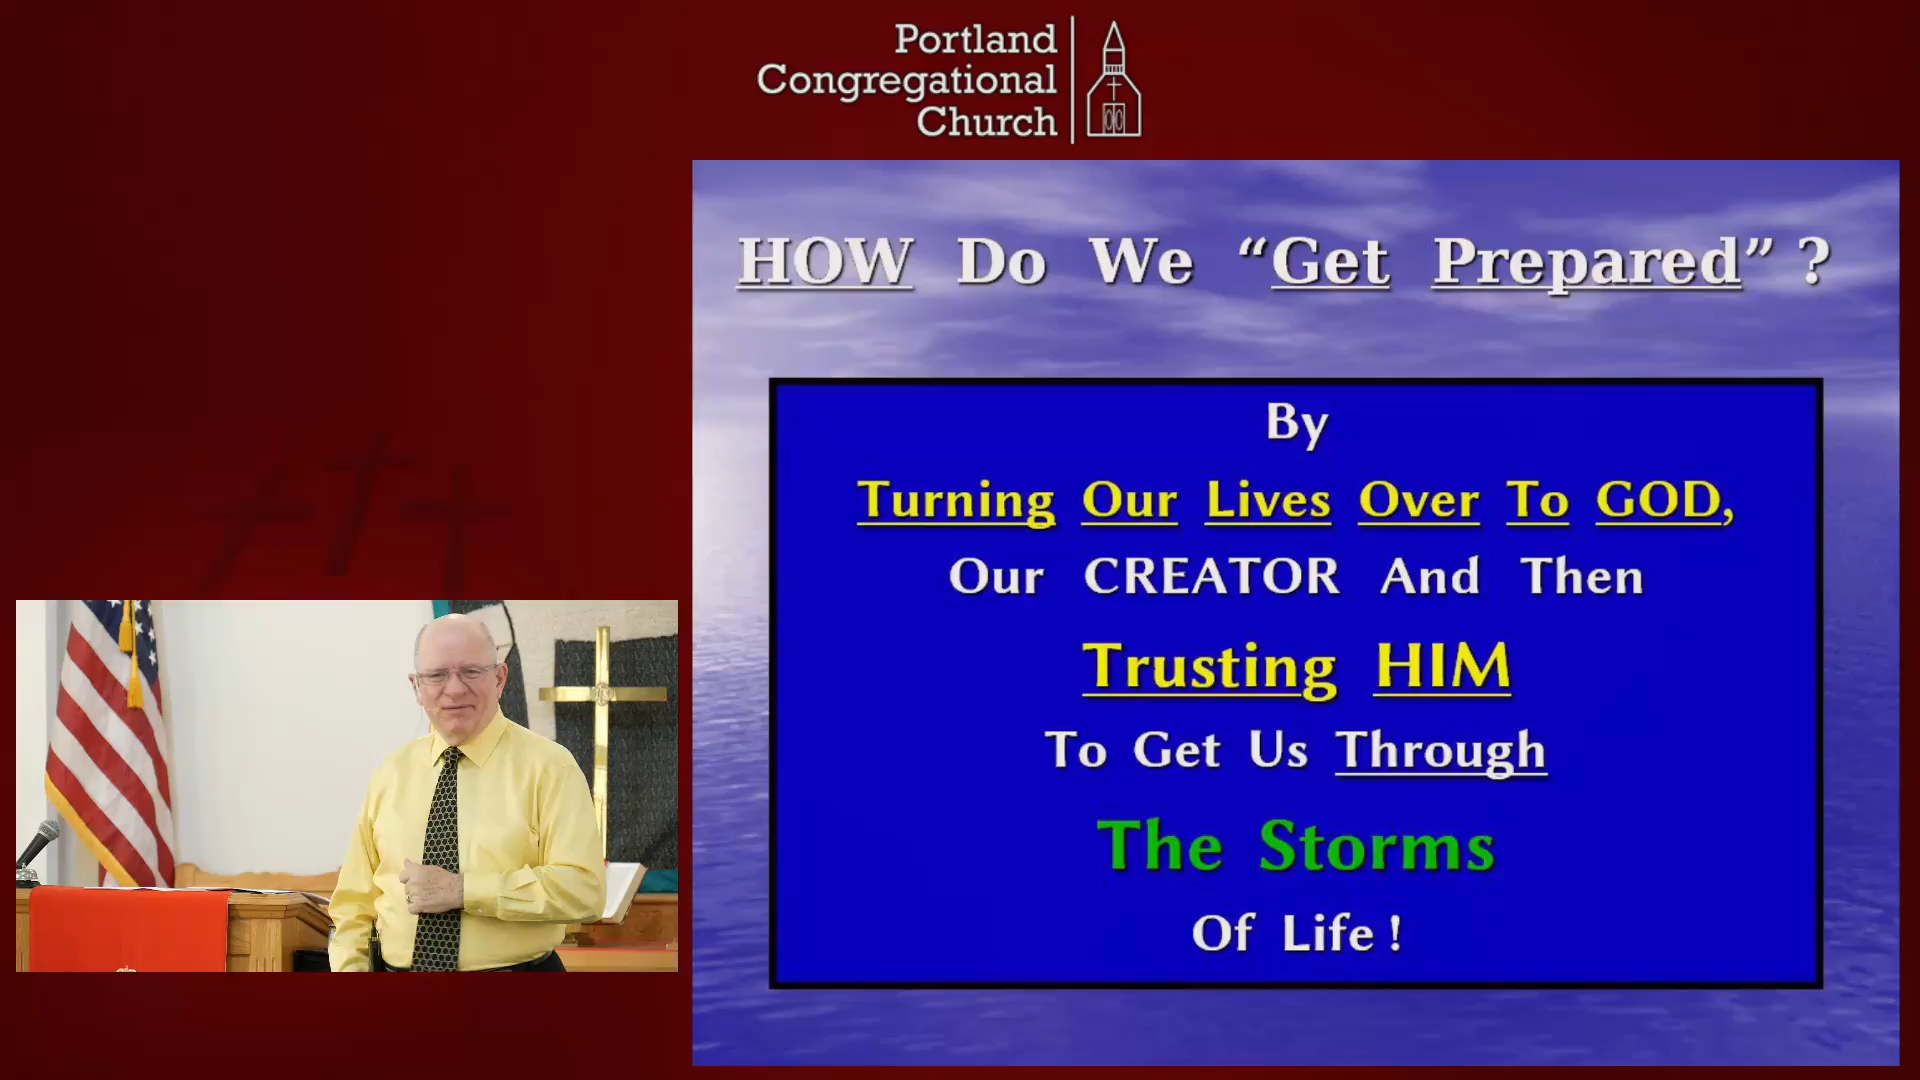 Portland
Congregational
Church
HOW Do We “Get Prepared” ?
By
Turning Our Lives Over To GOD,
Our CREATOR And Then
Trusting HIM
To Get Us Through
The Storms
Of Life !